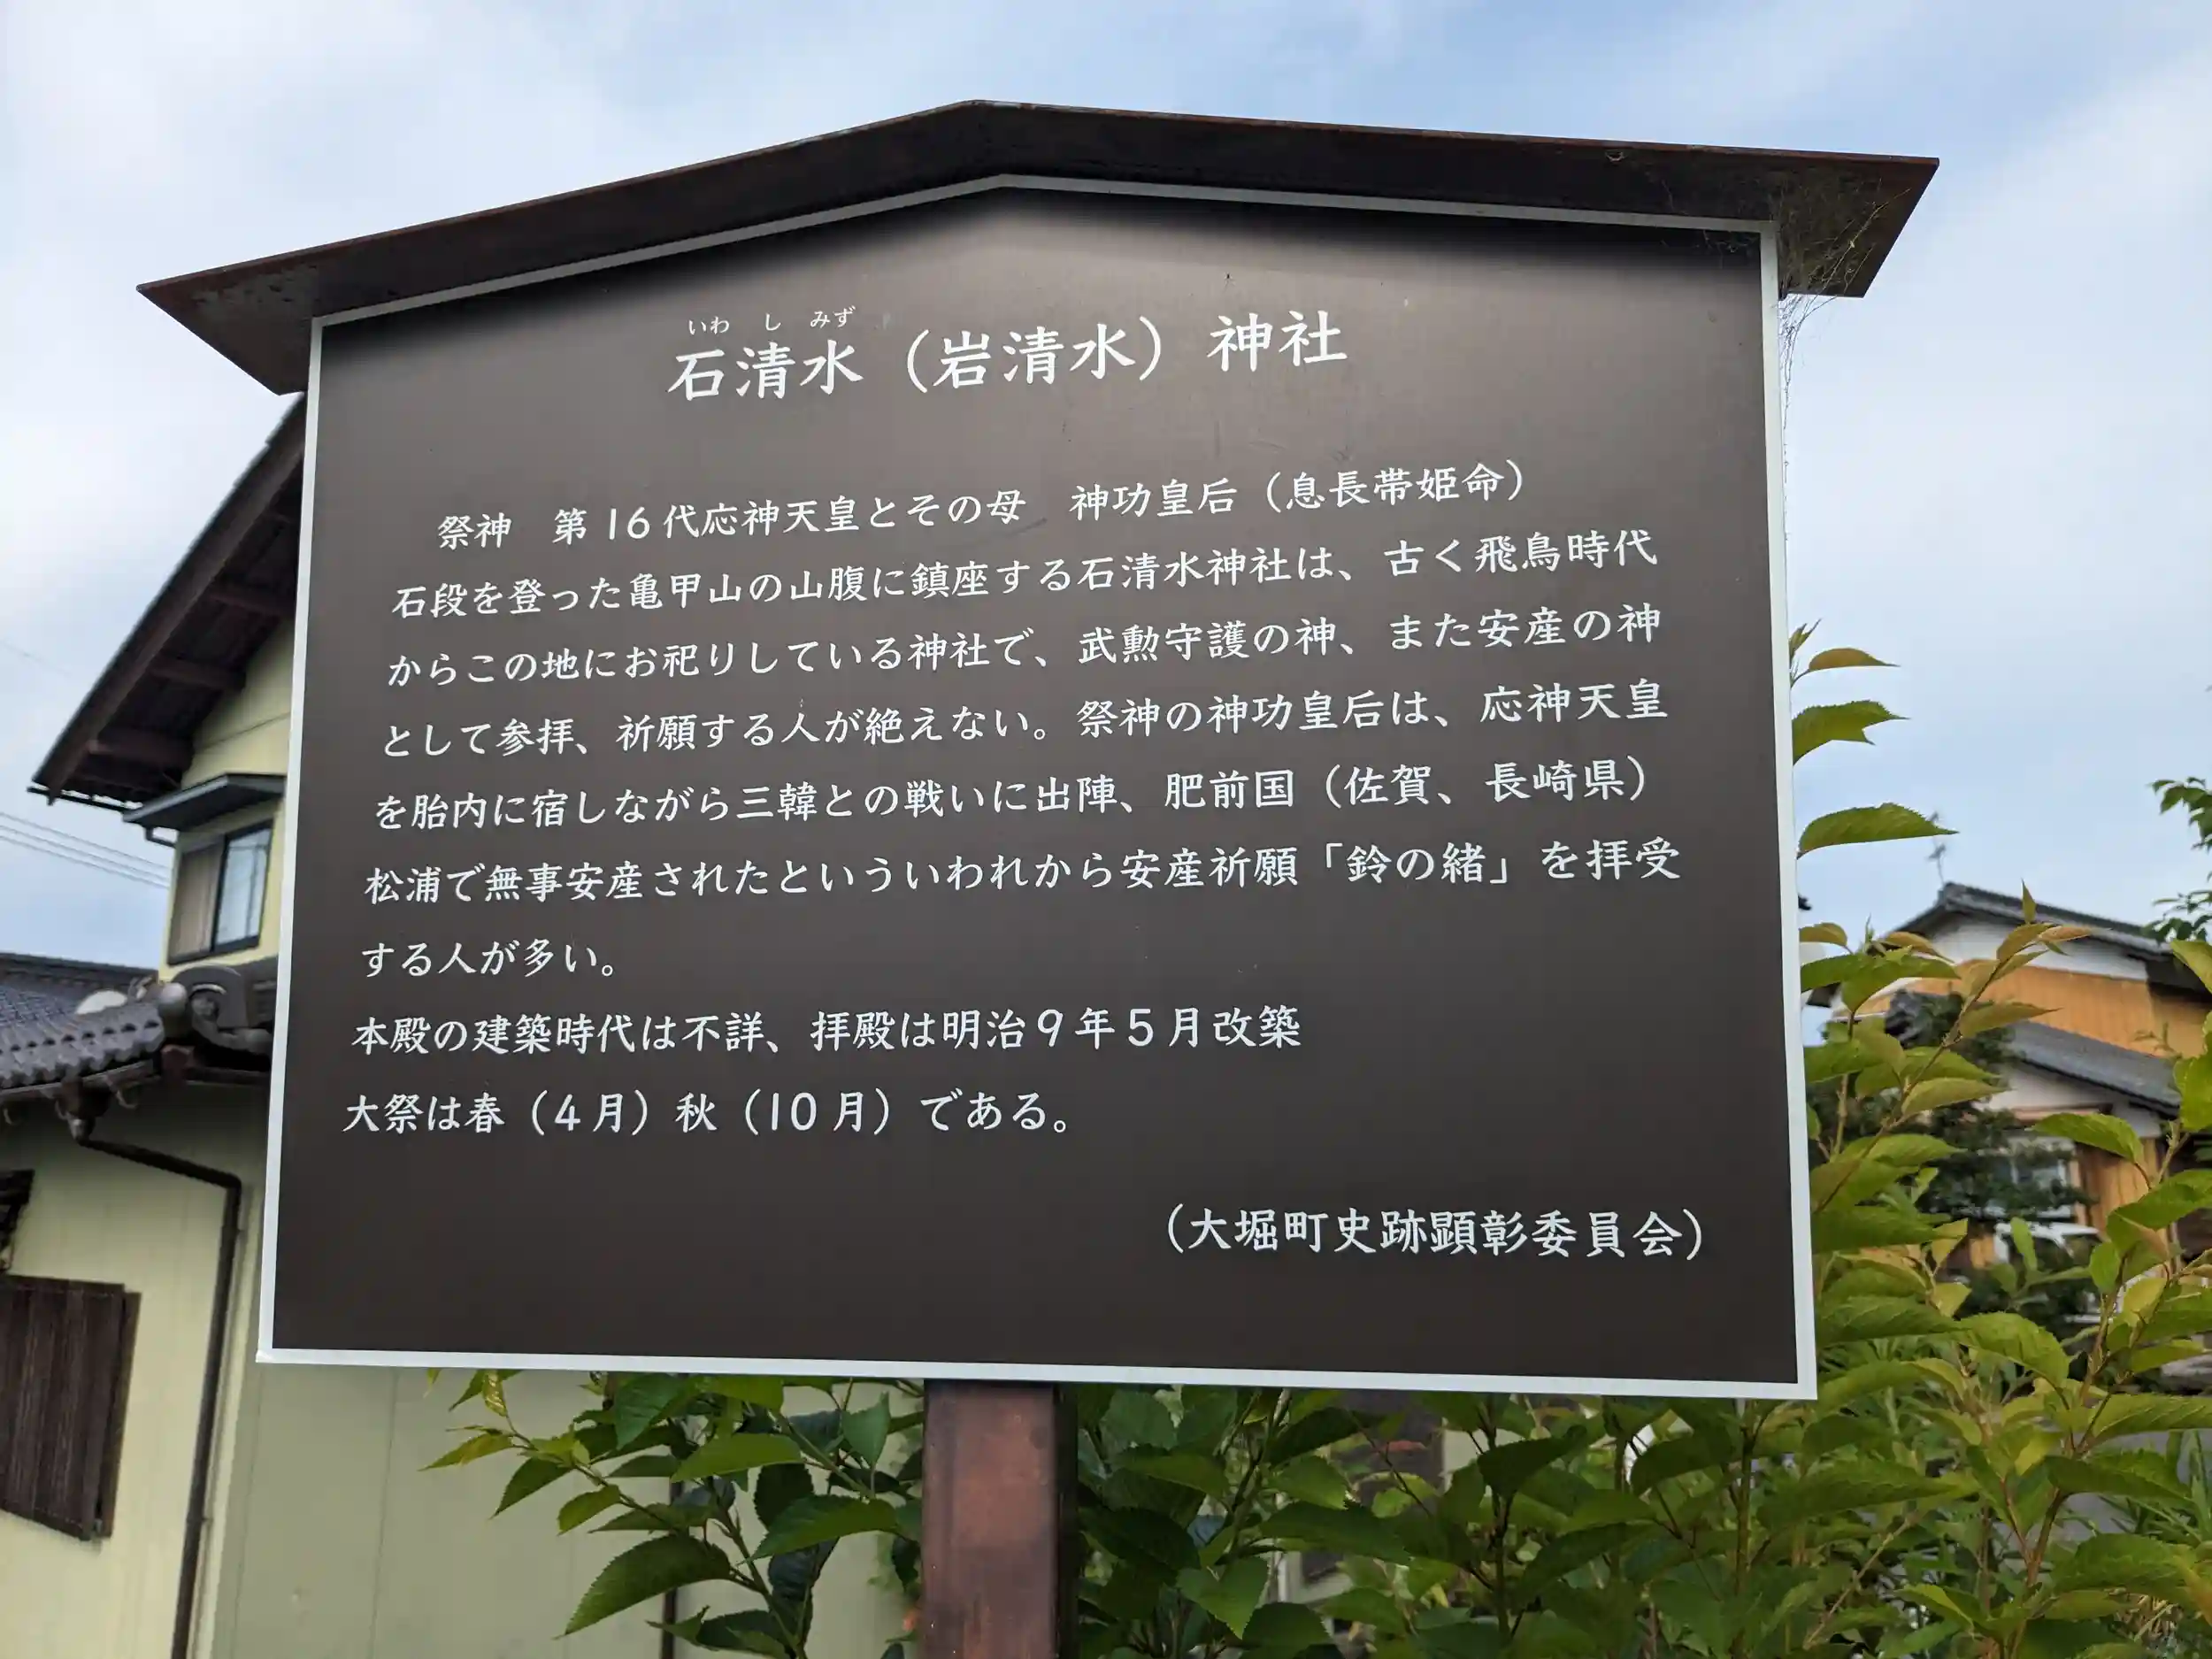 いわ し みず
石清水（岩清水）神社
祭神　第16代応神天皇とその母　神功皇后（息長帯姫命）
石段を登った亀甲山の山腹に鎮座する石清水神社は、古く飛鳥時代
からこの地にお祀りしている神社で、武勲守護の神、また安産の神
として参拝、祈願する人が絶えない。祭神の神功皇后は、応神天皇
を胎内に宿しながら三韓との戦いに出陣、肥前国（佐賀、長崎県）
松浦で無事安産されたといういわれから安産祈願「鈴の緒」を拝受
する人が多い。
本殿の建築時代は不詳、拝殿は明治９年５月改築
大祭は春（４月）秋（10月）である。
（大堀町史跡顕彰委員会）